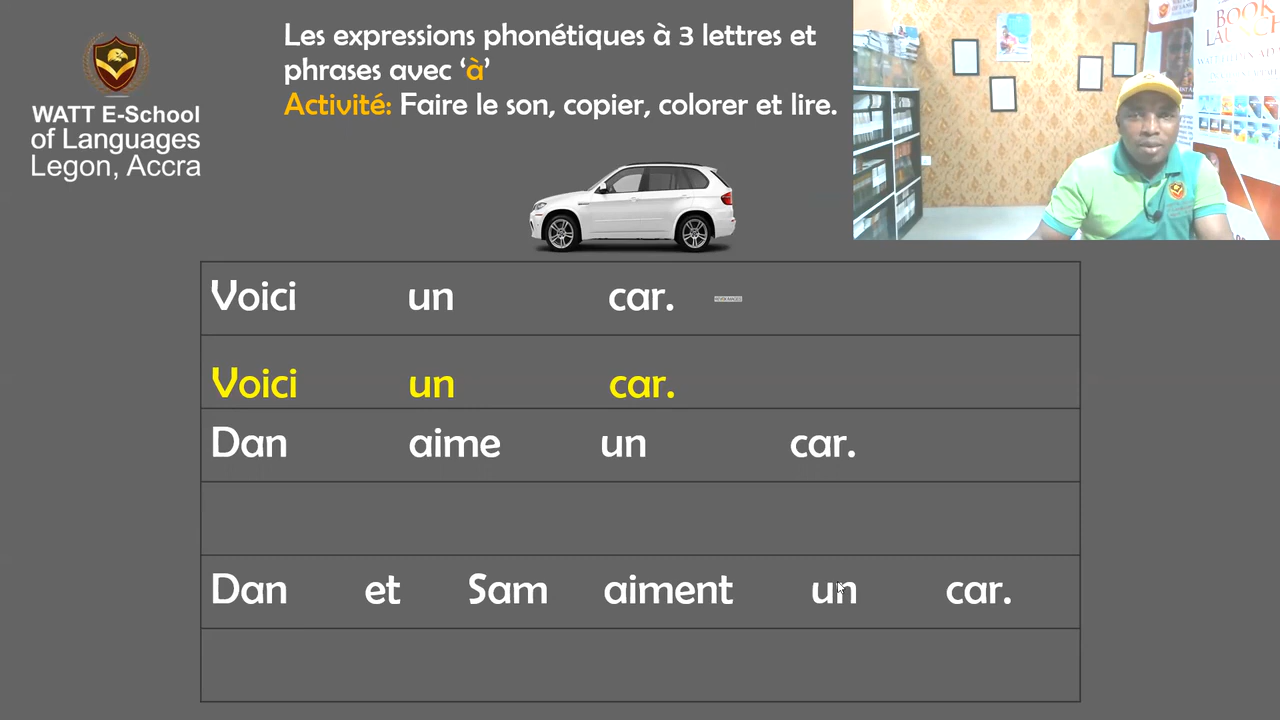 Les expressions phonétiques à 3 lettres et
phrases avec ‘à’
Activité: Faire le son, copier, colorer et lire.
WATT E-School
of Languages
Legon, Accra
BOOK
LAUNCH
Voici un car.
Voici un car.
Dan aime un car.
Dan et Sam aiment un car.